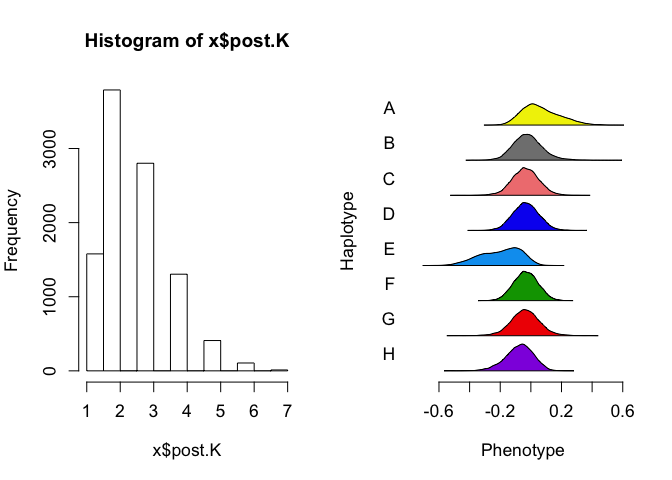 Histogram of x$post.K
Frequency
0
1000
2000
3000
1 2 3 4 5 6 7
x$post.K
Haplotype
A
B
C
D
E
F
G
H
-0.6 -0.2 0.2 0.6
Phenotype